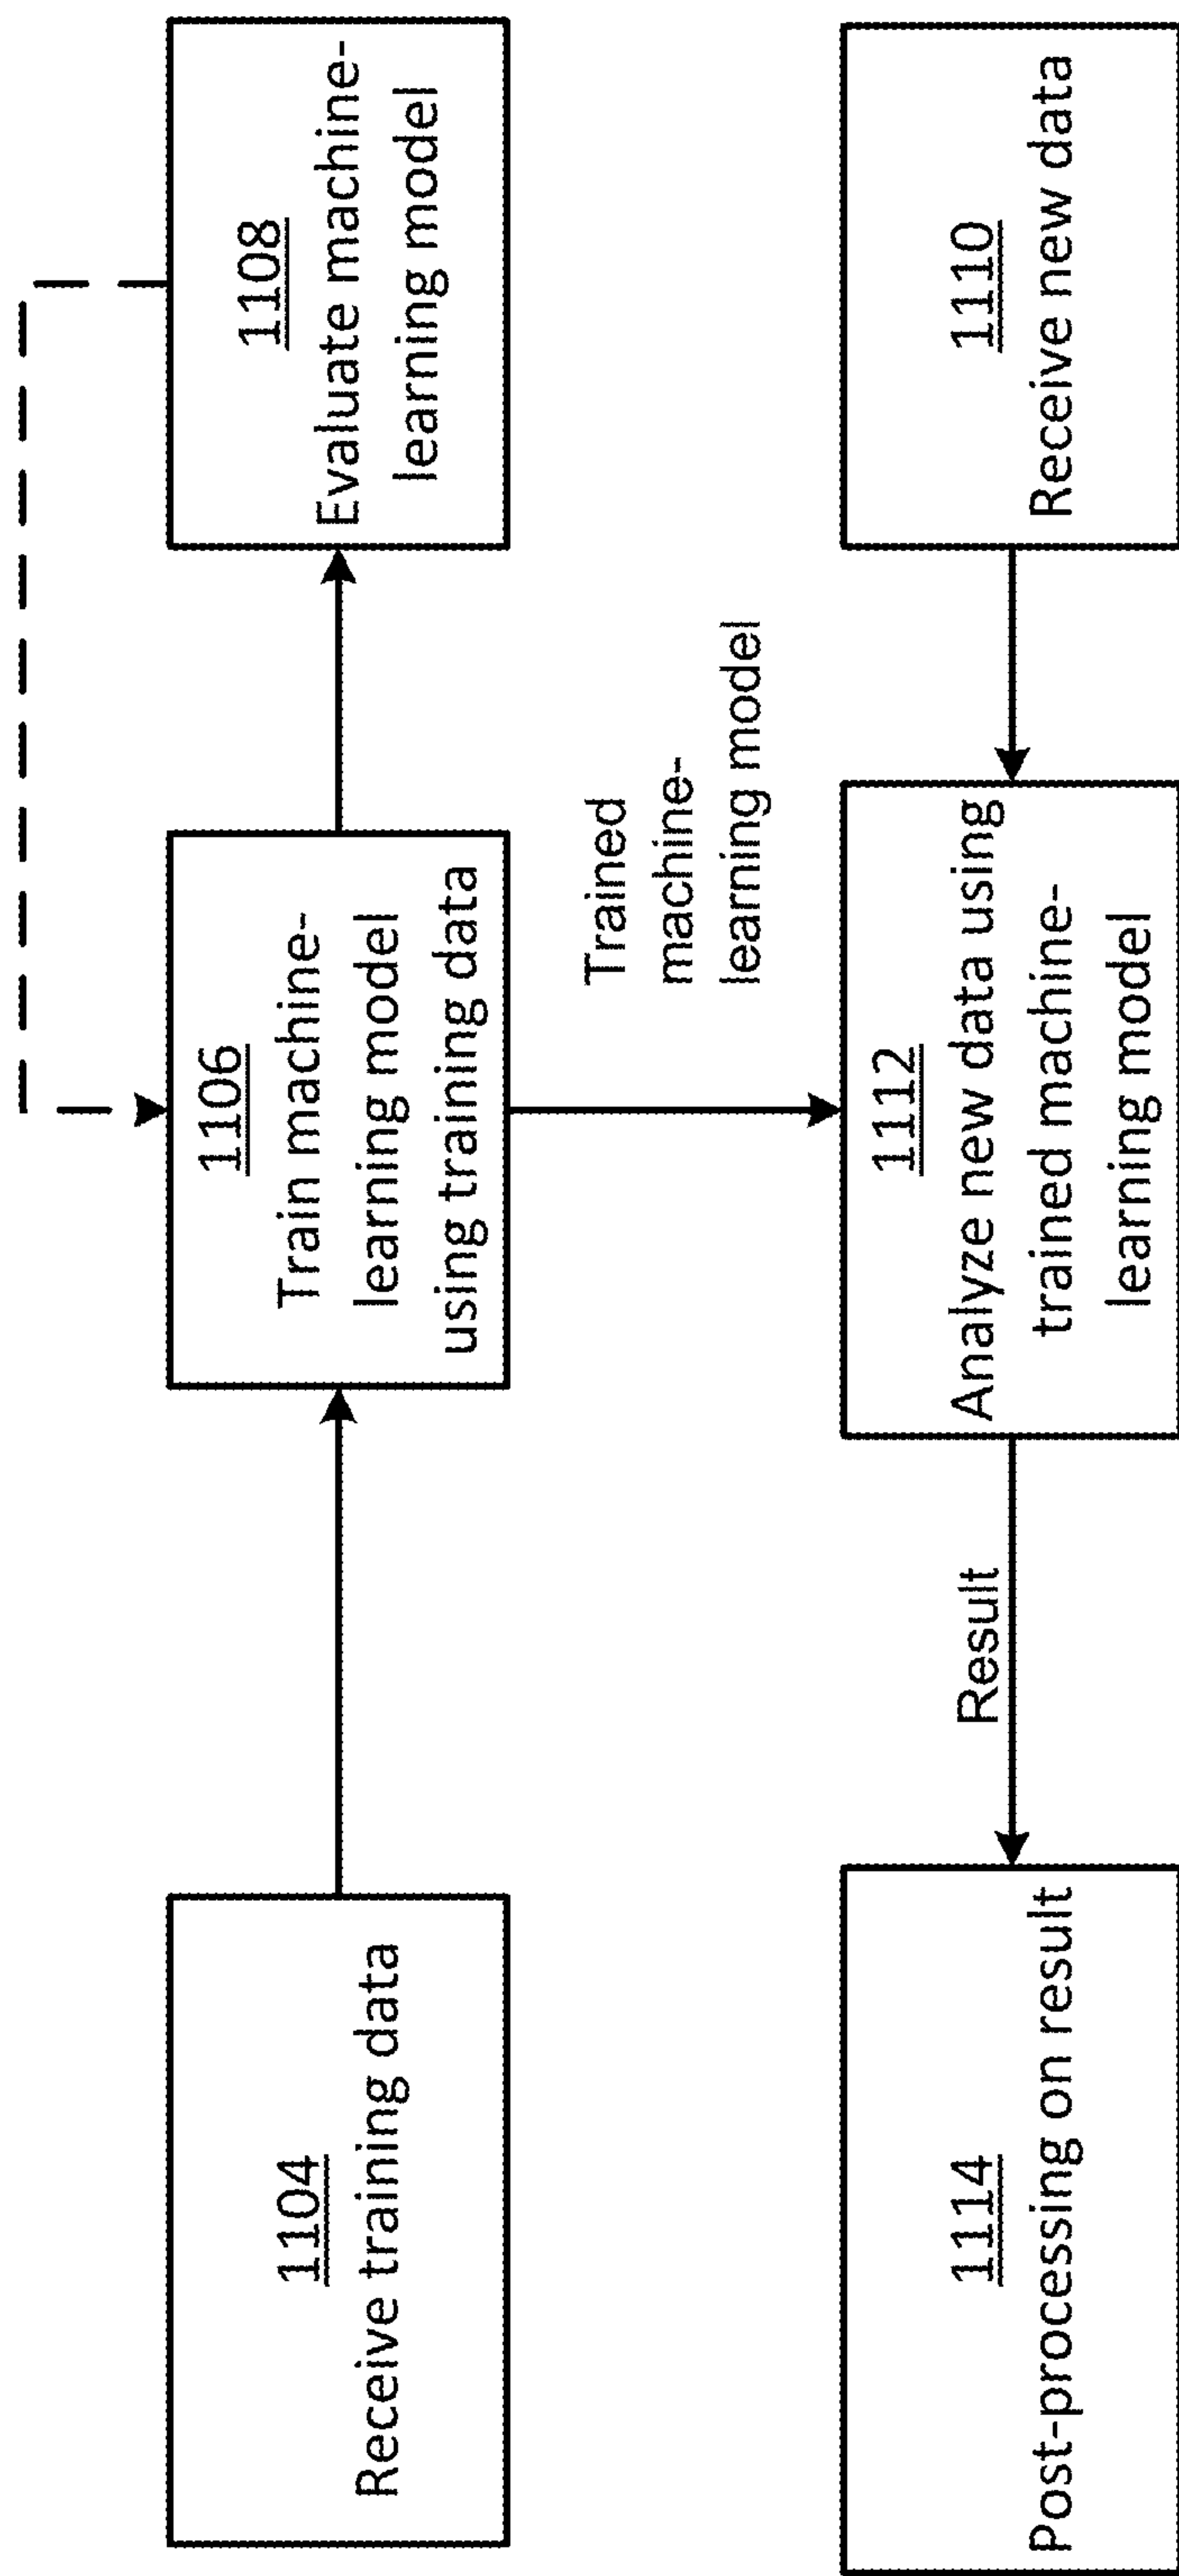 1104
Receive training data
1106
Train machine-
learning model
using training data
1108
Evaluate machine-
learning model
Trained
machine-
learning model
1114
Post-processing on result
Result
1112
Analyze new data using
trained machine-
learning model
1110
Receive new data